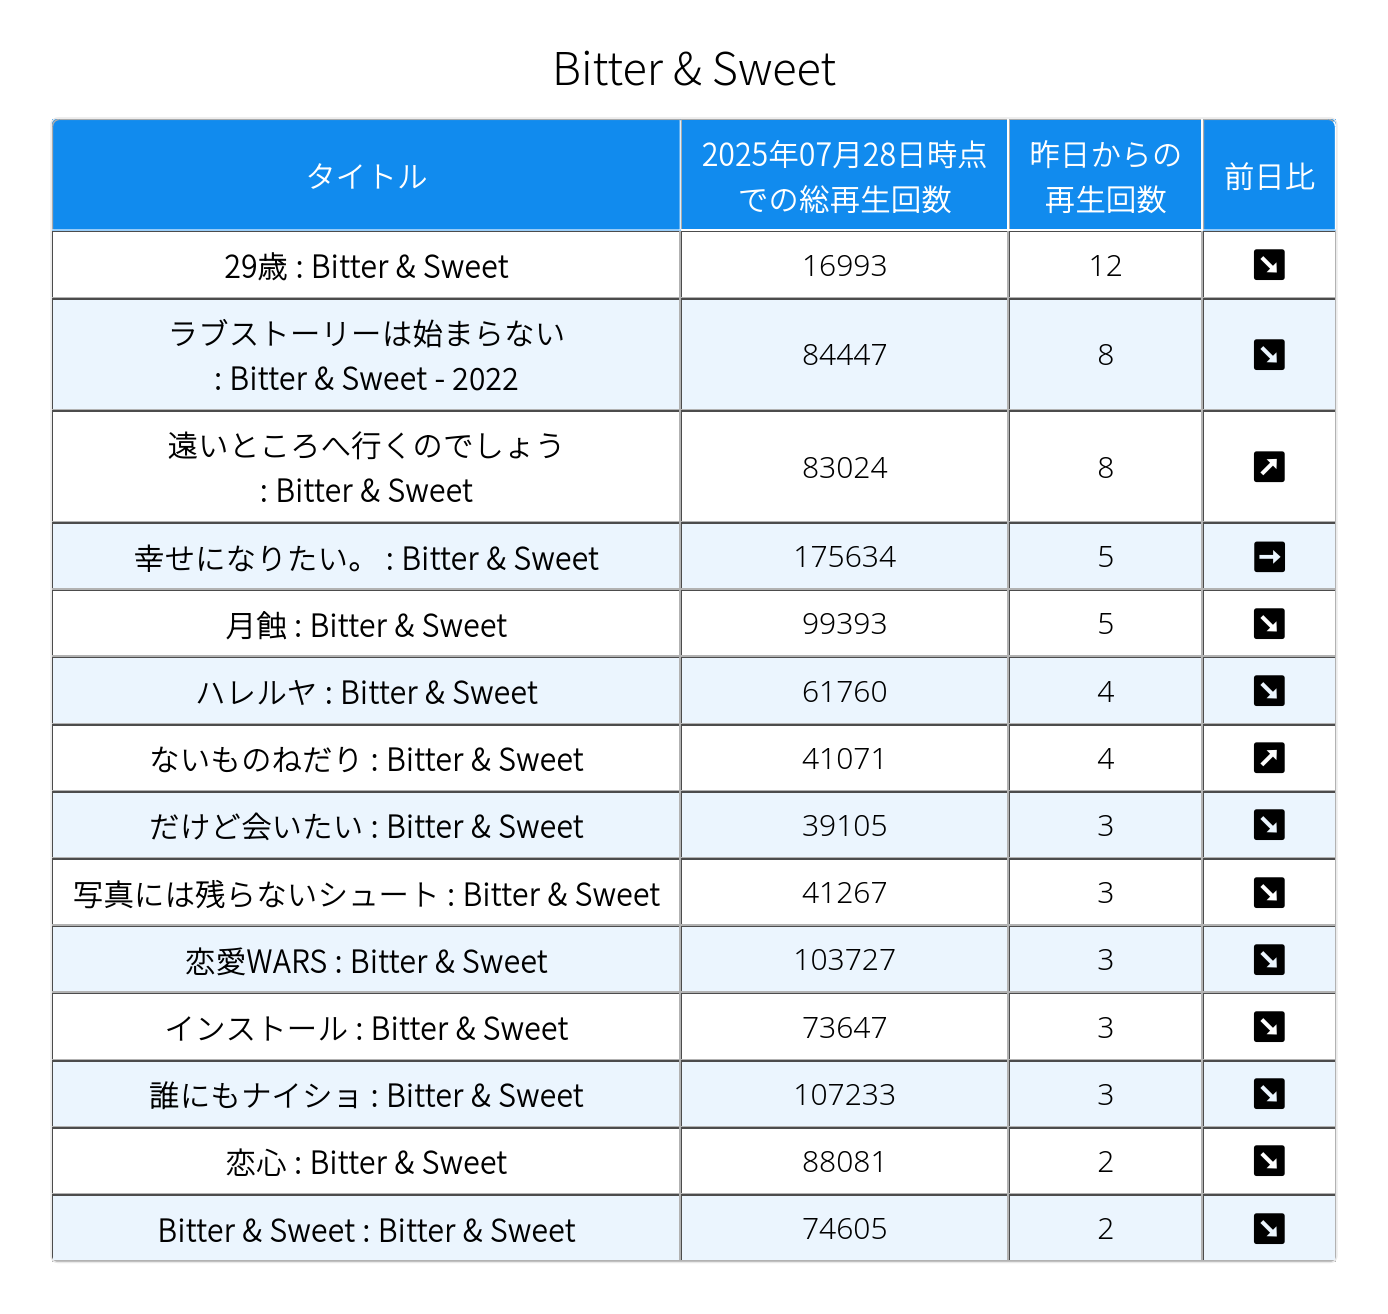 Bitter & Sweet
タイトル
2025年07月28日時点
での総再生回数
昨日からの
再生回数
前日比
29歳 : Bitter & Sweet
16993
12
ラブストーリーは始まらない
: Bitter & Sweet - 2022
84447
8
遠いところへ行くのでしょう
: Bitter & Sweet
83024
8
幸せになりたい。 : Bitter & Sweet
175634
5
月蝕 : Bitter & Sweet
99393
5
ハレルヤ : Bitter & Sweet
61760
4
ないものねだり : Bitter & Sweet
41071
4
だけど会いたい : Bitter & Sweet
39105
3
写真には残らないシュート : Bitter & Sweet
41267
3
恋愛WARS : Bitter & Sweet
103727
3
インストール : Bitter & Sweet
73647
3
誰にもナイショ : Bitter & Sweet
107233
3
恋心 : Bitter & Sweet
88081
2
Bitter & Sweet : Bitter & Sweet
74605
2